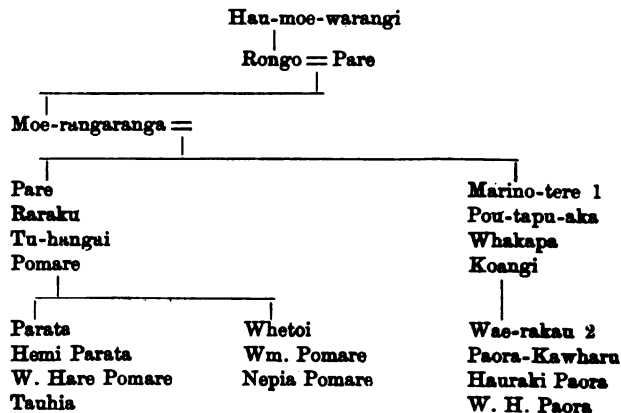 Hau-moe-warangi
Rongo = Pare
Moe-rangaranga =
Pare
Raraku
Tu-hangai
Pomare
Marino-tere 1
Pou-tapu-aka
Whakapa
Koangi
Parata
Hemi Parata
W. Hare Pomare
Tauhia
Whetoi
Wm. Pomare
Nepia Pomare
Wae-rakau 2
Paora-Kawharu
Hauraki Paora
W. H. Paora